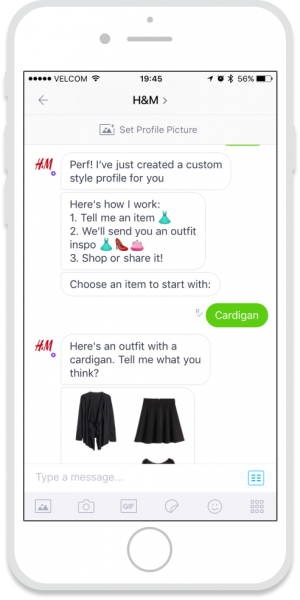 VELCOM 19:45 56%
H&M >
Set Profile Picture
H&M
Perf! I've just created a custom
style profile for you
Here's how I work:
1. Tell me an item 👗
2. We'll send you an outfit
inspo 👗👠👛
3. Shop or share it!
Choose an item to start with:
Cardigan
H&M
Here's an outfit with a
cardigan. Tell me what you
think?
Type a message...
GIF